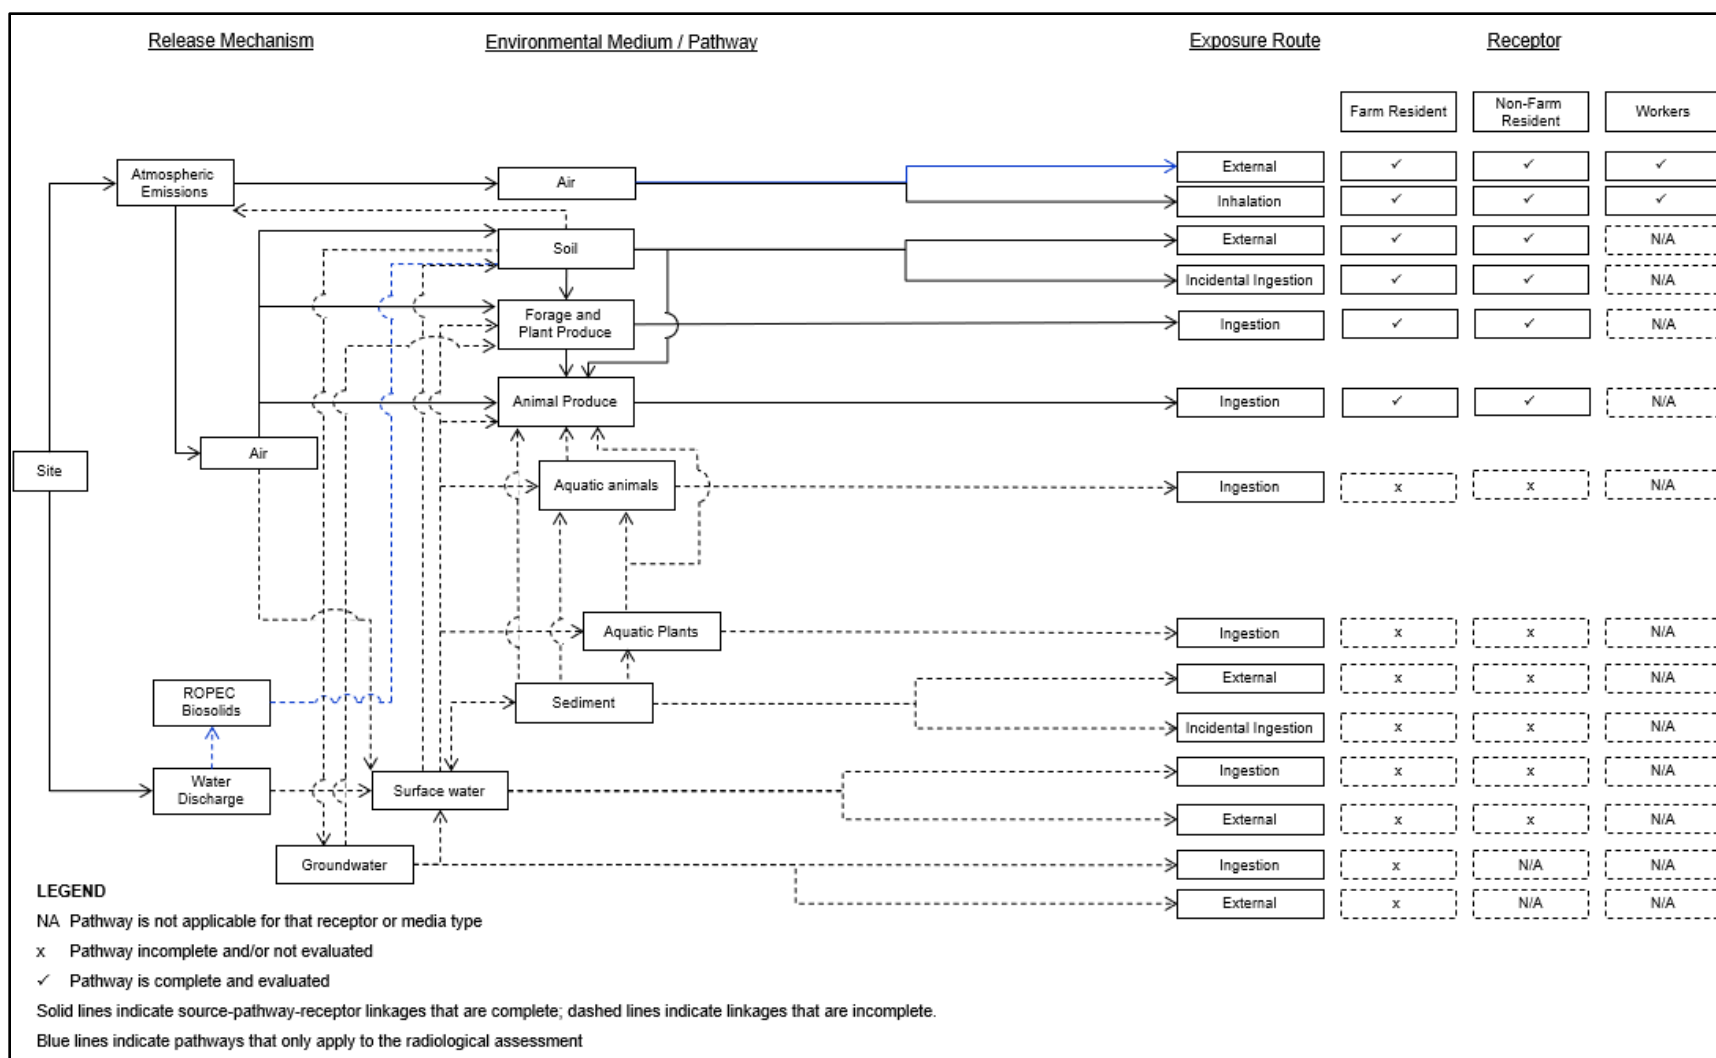 Release Mechanism
Environmental Medium / Pathway
Exposure Route
Receptor
Farm Resident
Non-Farm
Resident
Workers
Atmospheric
Emissions
Air
External
✓
✓
✓
Inhalation
✓
✓
✓
Soil
External
✓
✓
N/A
Incidental Ingestion
✓
✓
N/A
Forage and
Plant Produce
Ingestion
✓
✓
N/A
Animal Produce
Ingestion
✓
✓
N/A
Air
Site
Aquatic animals
Ingestion
x
x
N/A
Aquatic Plants
Ingestion
x
x
N/A
ROPEC
Biosolids
Sediment
External
x
x
N/A
Incidental Ingestion
x
x
N/A
Water
Discharge
Surface water
Ingestion
x
x
N/A
External
x
x
N/A
Groundwater
Ingestion
x
N/A
N/A
External
x
N/A
N/A
LEGEND
NA Pathway is not applicable for that receptor or media type
x Pathway incomplete and/or not evaluated
✓ Pathway is complete and evaluated
Solid lines indicate source-pathway-receptor linkages that are complete; dashed lines indicate linkages that are incomplete.
Blue lines indicate pathways that only apply to the radiological assessment